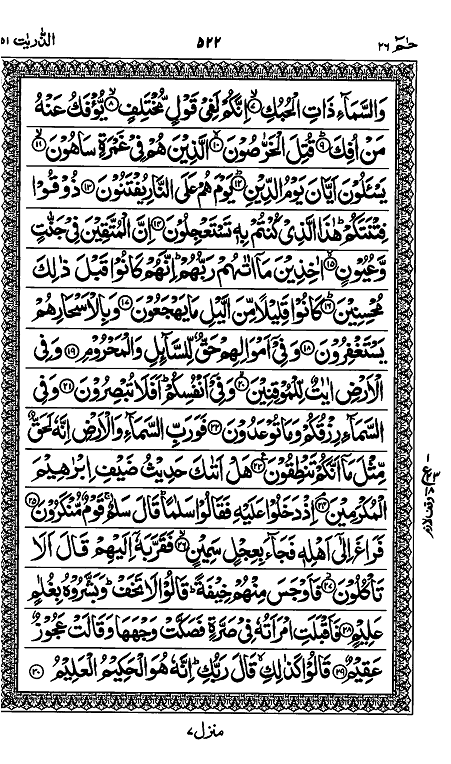 حٰمٓ ٢٦ ٥٢٢ الذّٰریٰت ٥١
وَالسَّمَآءِ ذَاتِ الْحُبُكِ ۙ‏﴿٧﴾ اِنَّكُمْ لَفِیْ قَوْلٍ مُّخْتَلِفٍ ۙ‏﴿٨﴾ یُّؤْفَكُ عَنْهُ
مَنْ اُفِكَ ؕ‏﴿٩﴾ قُتِلَ الْخَرّٰصُوْنَ ۙ‏﴿١٠﴾ الَّذِیْنَ هُمْ فِیْ غَمْرَةٍ سَاهُوْنَ ۙ‏﴿١١﴾
یَسْـَٔلُوْنَ اَیَّانَ یَوْمُ الدِّیْنِ ؕ‏﴿١٢﴾ یَوْمَ هُمْ عَلَی النَّارِ یُفْتَنُوْنَ ﴿١٣﴾ ذُوْقُوْا
فِتْنَتَكُمْ ؕ هٰذَا الَّذِیْ كُنْتُمْ بِهٖ تَسْتَعْجِلُوْنَ ﴿١٤﴾ اِنَّ الْمُتَّقِیْنَ فِیْ جَنّٰتٍ
وَّعُیُوْنٍ ۙ‏﴿١٥﴾ اٰخِذِیْنَ مَاۤ اٰتٰىهُمْ رَبُّهُمْ ؕ اِنَّهُمْ كَانُوْا قَبْلَ ذٰلِكَ
مُحْسِنِیْنَ ؕ‏﴿١٦﴾ كَانُوْا قَلِیْلًا مِّنَ الَّیْلِ مَا یَهْجَعُوْنَ ﴿١٧﴾ وَبِالْاَسْحَارِ هُمْ
یَسْتَغْفِرُوْنَ ﴿١٨﴾ وَفِیْۤ اَمْوَالِهِمْ حَقٌّ لِّلسَّآىِٕلِ وَالْمَحْرُوْمِ ﴿١٩﴾ وَفِی
الْاَرْضِ اٰیٰتٌ لِّلْمُوْقِنِیْنَ ۙ‏﴿٢٠﴾ وَفِیْۤ اَنْفُسِكُمْ ؕ اَفَلَا تُبْصِرُوْنَ ﴿٢١﴾ وَفِی
السَّمَآءِ رِزْقُكُمْ وَمَا تُوْعَدُوْنَ ﴿٢٢﴾ فَوَرَبِّ السَّمَآءِ وَالْاَرْضِ اِنَّهٗ لَحَقٌّ
مِّثْلَ مَاۤ اَنَّكُمْ تَنْطِقُوْنَ ﴿٢٣﴾ هَلْ اَتٰىكَ حَدِیْثُ ضَیْفِ اِبْرٰهِیْمَ
الْمُكْرَمِیْنَ ۘ‏﴿٢٤﴾ اِذْ دَخَلُوْا عَلَیْهِ فَقَالُوْا سَلٰمًا ؕ قَالَ سَلٰمٌ ۚ قَوْمٌ مُّنْكَرُوْنَ ﴿٢٥﴾
فَرَاغَ اِلٰۤی اَهْلِهٖ فَجَآءَ بِعِجْلٍ سَمِیْنٍ ۙ‏﴿٢٦﴾ فَقَرَّبَهٗۤ اِلَیْهِمْ قَالَ اَلَا
تَاْكُلُوْنَ ؗ‏﴿٢٧﴾ فَاَوْجَسَ مِنْهُمْ خِیْفَةً ؕ قَالُوْا لَا تَخَفْ ؕ وَبَشَّرُوْهُ بِغُلٰمٍ
عَلِیْمٍ ﴿٢٨﴾ فَاَقْبَلَتِ امْرَاَتُهٗ فِیْ صَرَّةٍ فَصَكَّتْ وَجْهَهَا وَقَالَتْ عَجُوْزٌ
عَقِیْمٌ ﴿٢٩﴾ قَالُوْا كَذٰلِكِ ۙ قَالَ رَبُّكِ ؕ اِنَّهٗ هُوَ الْحَكِیْمُ الْعَلِیْمُ ﴿٣٠﴾
منزل ٧